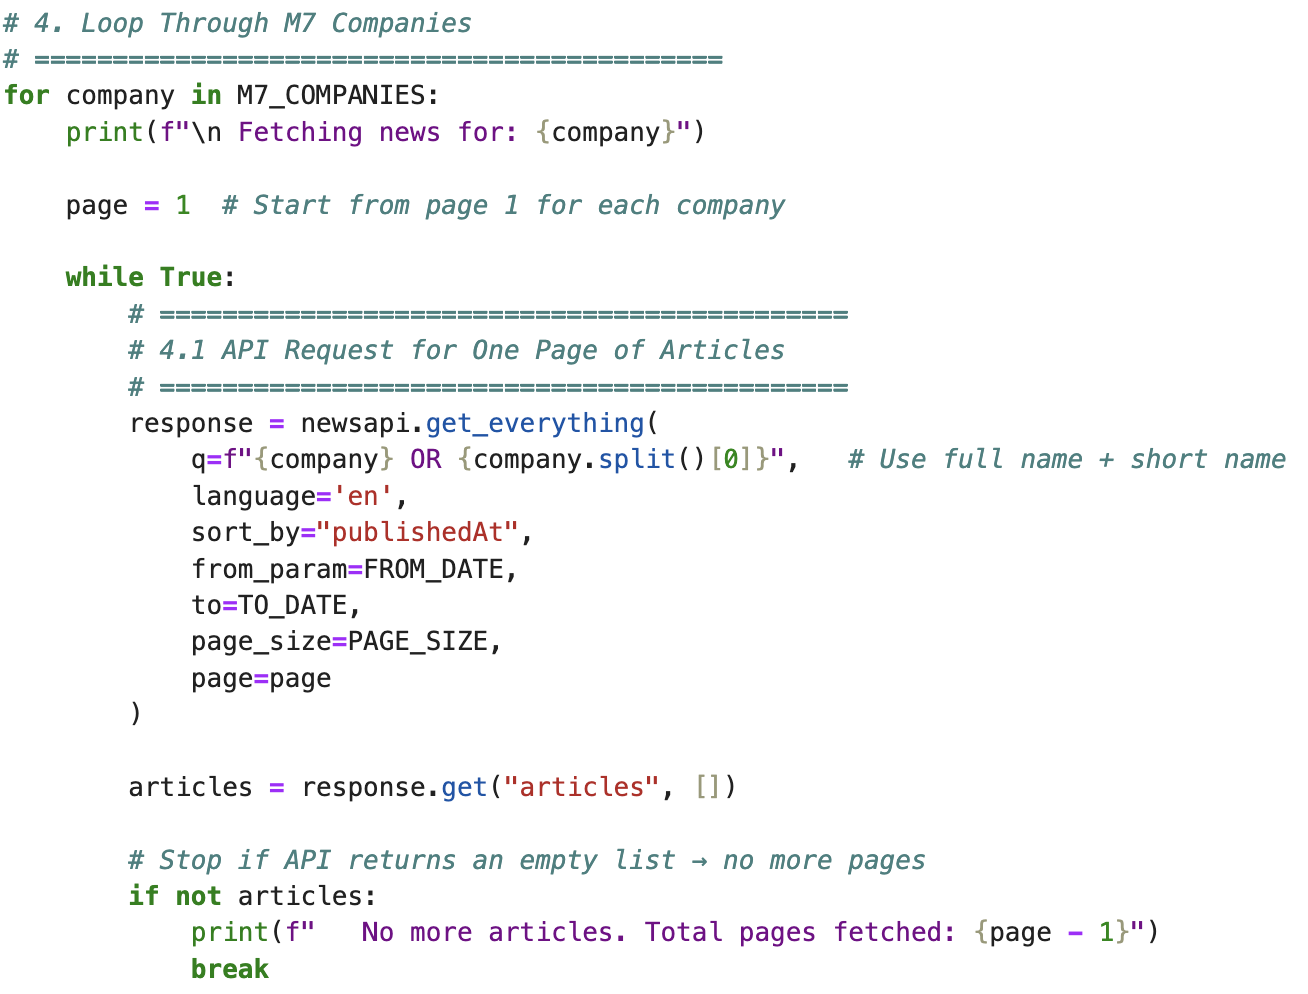 # 4. Loop Through M7 Companies
# ============================================
for company in M7_COMPANIES:
    print(f"\n Fetching news for: {company}")

    page = 1  # Start from page 1 for each company

    while True:
        # ============================================
        # 4.1 API Request for One Page of Articles
        # ============================================
        response = newsapi.get_everything(
            q=f"{company} OR {company.split()[0]}",   # Use full name + short name
            language='en',
            sort_by="publishedAt",
            from_param=FROM_DATE,
            to=TO_DATE,
            page_size=PAGE_SIZE,
            page=page
        )

        articles = response.get("articles", [])

        # Stop if API returns an empty list → no more pages
        if not articles:
            print(f"   No more articles. Total pages fetched: {page - 1}")
            break